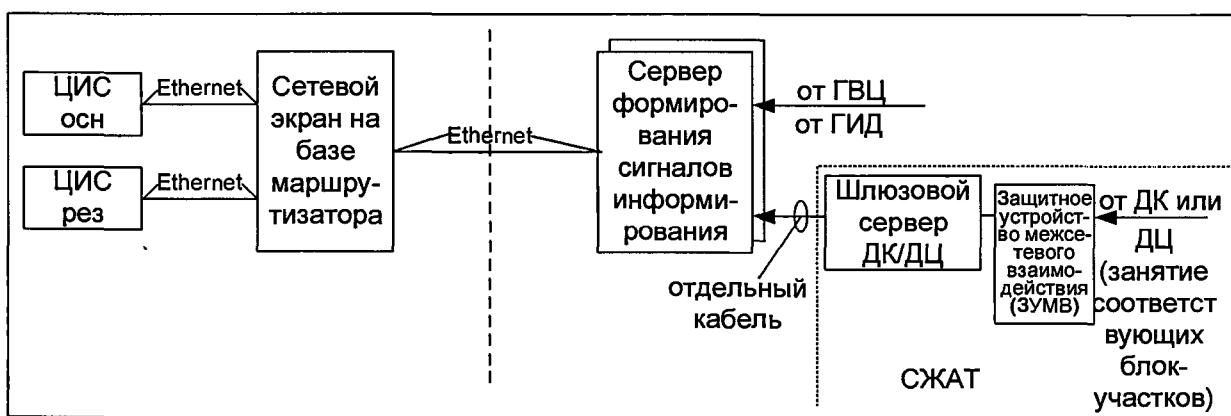 ЦИС
осн
Ethernet
ЦИС
рез
Ethernet
Сетевой
экран на
базе
маршру-
тизатора
Ethernet
Сервер
формиро-
вания
сигналов
информи-
рования
от ГВЦ
от ГИД
отдельный
кабель
Шлюзовой
сервер
ДК/ДЦ
Защитное
устройст-
во межсе-
тевого
взаимо-
действия
(ЗУМВ)
от ДК или
ДЦ
(занятие
соответст
вующих
блок-
участков)
СЖАТ